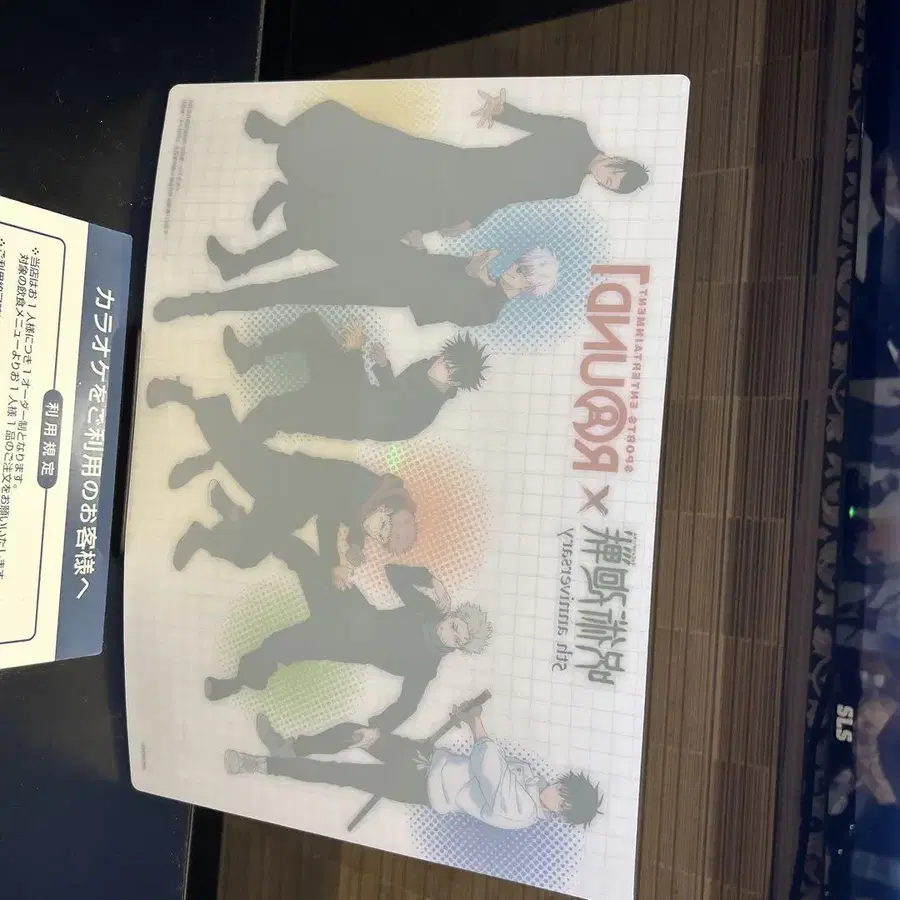 SPORTS ENTERTAINMENT
ROUND1
×
呪術廻戦
5th anniversary
カラオケをご利用のお客様へ
利用規定
※当店はお1人様につき1オーダー制となります。
対象の飲食メニューよりお1人様1品のご注文をお願いいたします
SLS